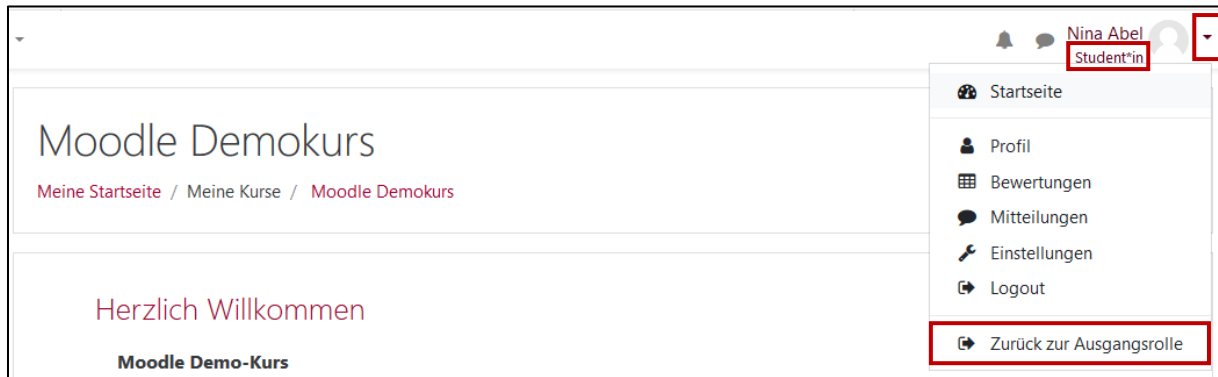 Nina Abel
Student*in
Startseite
Moodle Demokurs
Profil
Meine Startseite / Meine Kurse / Moodle Demokurs
Bewertungen
Mitteilungen
Einstellungen
Logout
Herzlich Willkommen
Zurück zur Ausgangsrolle
Moodle Demo-Kurs